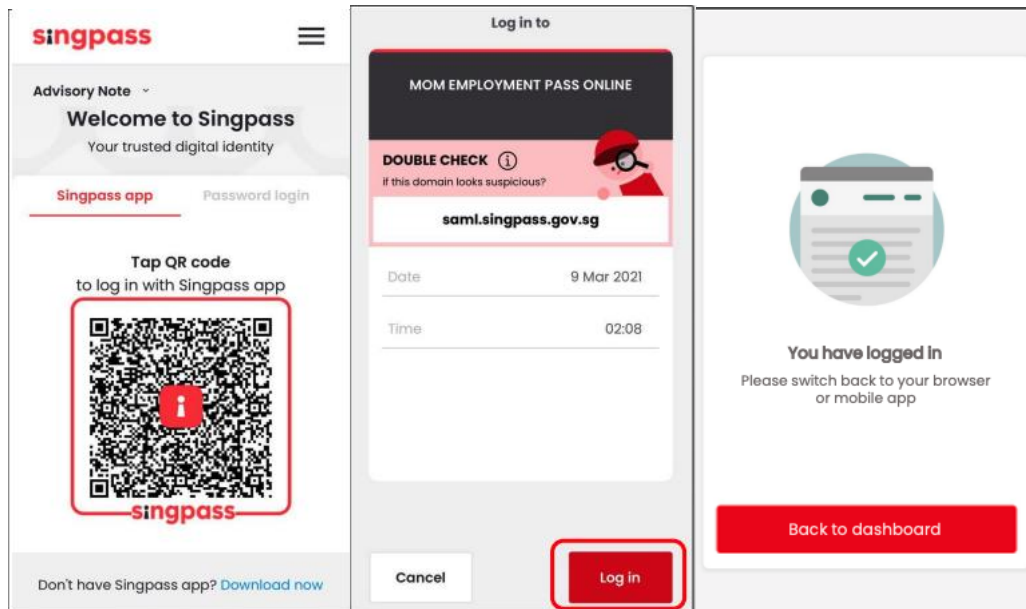 singpass
Advisory Note
Welcome to Singpass
Your trusted digital identity
Singpass app Password login
Tap QR code
to log in with Singpass app
singpass
Don't have Singpass app? Download now
Log in to
MOM EMPLOYMENT PASS ONLINE
DOUBLE CHECK
if this domain looks suspicious?
saml.singpass.gov.sg
Date 9 Mar 2021
Time 02:08
Cancel Log in
You have logged in
Please switch back to your browser
or mobile app
Back to dashboard